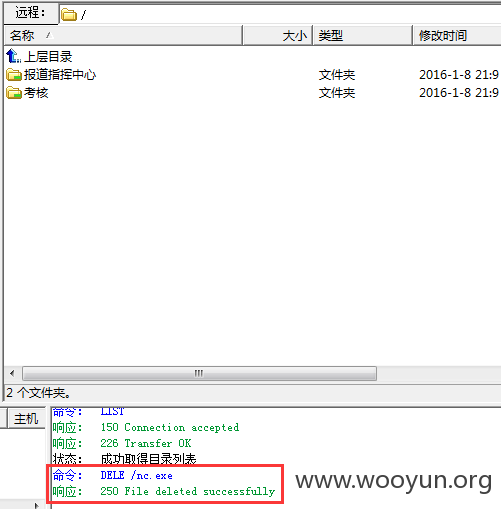 远程: /
名称 / 大小 类型 修改时间
上层目录
报道指挥中心 文件夹 2016-1-8 21:9
考核 文件夹 2016-1-8 21:9
2 个文件夹。
主机
命令: LIST
响应: 150 Connection accepted
响应: 226 Transfer OK
状态: 成功取得目录列表
命令: DELE /nc.exe
响应: 250 File deleted successfully
www.wooyun.org